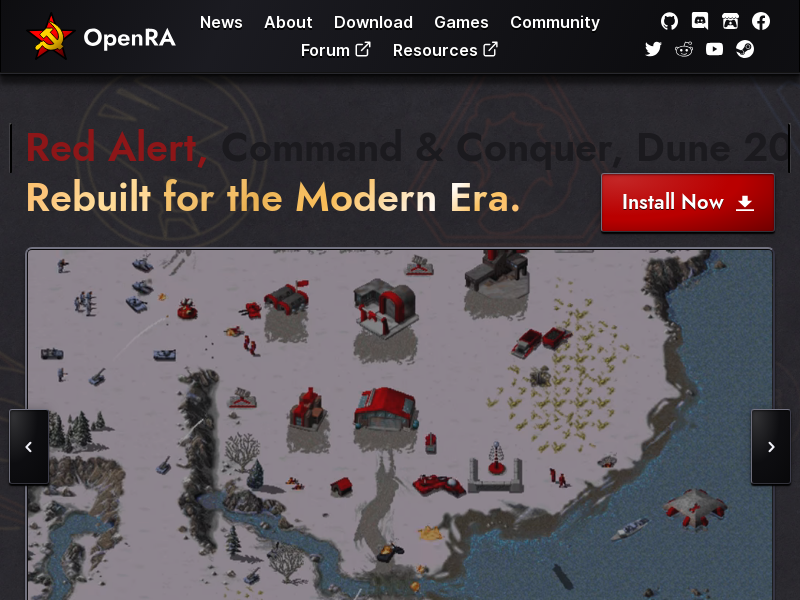 OpenRA
News About Download Games Community
Forum Resources
Red Alert, Command & Conquer, Dune 20
Rebuilt for the Modern Era.
Install Now